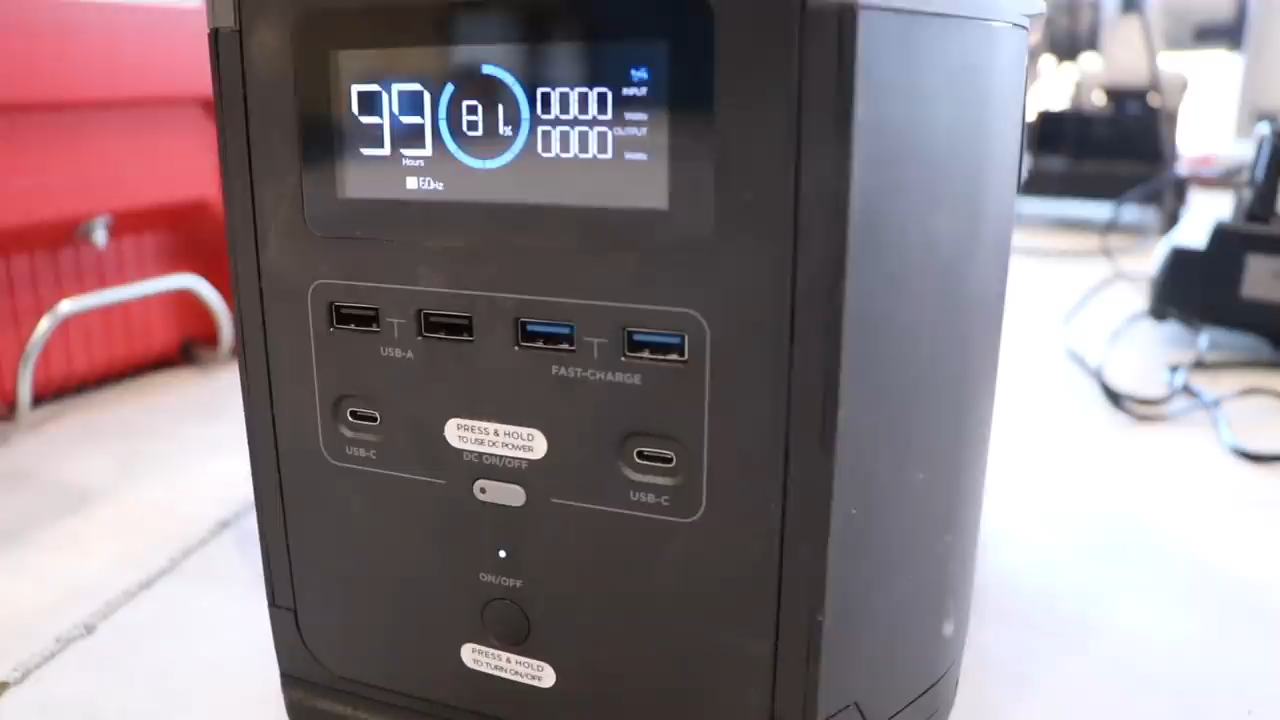 99
Hours
81%
0000
INPUT
Watts
0000
OUTPUT
Watts
60Hz
USB-A
FAST-CHARGE
USB-C
PRESS & HOLD
TO USE DC POWER
DC ON/OFF
USB-C
ON/OFF
PRESS & HOLD
TO TURN ON/OFF